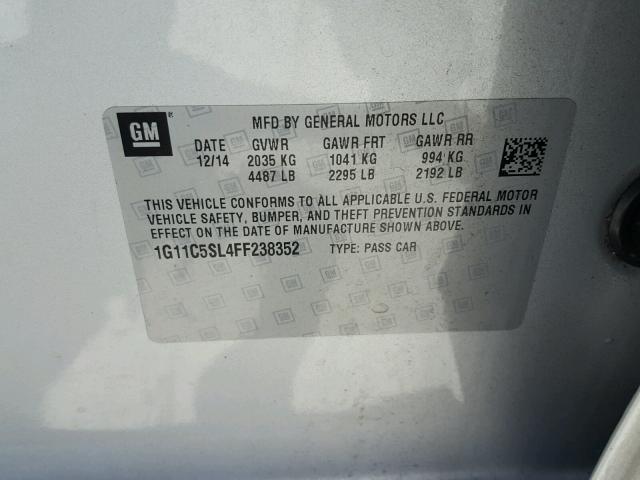 GM ® MFD BY GENERAL MOTORS LLC
DATE GVWR GAWR FRT GAWR RR
12/14 2035 KG 1041 KG 994 KG
4487 LB 2295 LB 2192 LB
THIS VEHICLE CONFORMS TO ALL APPLICABLE U.S. FEDERAL MOTOR
VEHICLE SAFETY, BUMPER, AND THEFT PREVENTION STANDARDS IN
EFFECT ON THE DATE OF MANUFACTURE SHOWN ABOVE.
1G11C5SL4FF238352 TYPE: PASS CAR